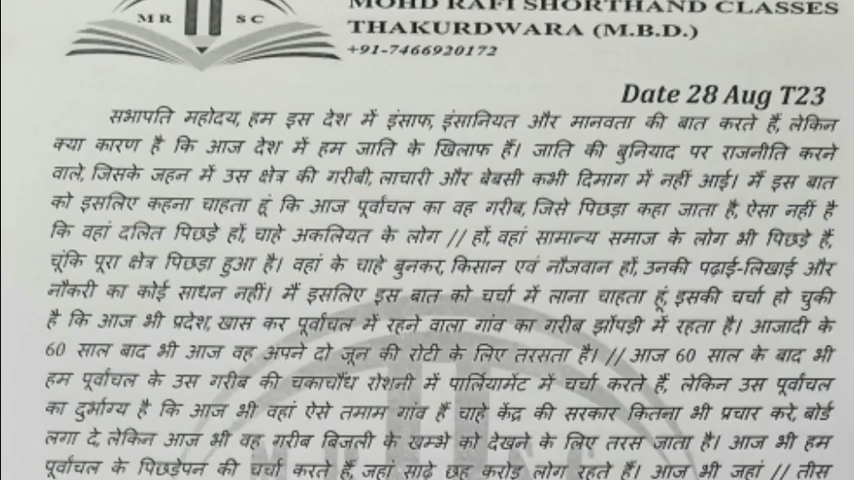 MOHD RAFI SHORTHAND CLASSES
M R S C
THAKURDWARA (M.B.D.)
+91-7466920172
Date 28 Aug T23
सभापति महोदय, हम इस देश में इंसाफ, इंसानियत और मानवता की बात करते हैं, लेकिन
क्या कारण है कि आज देश में हम जाति के खिलाफ हैं। जाति की बुनियाद पर राजनीति करने
वाले, जिसके जहन में उस क्षेत्र की गरीबी, लाचारी और बेबसी कभी दिमाग में नहीं आई। मैं इस बात
को इसलिए कहना चाहता हूं कि आज पूर्वांचल का वह गरीब, जिसे पिछड़ा कहा जाता है, ऐसा नहीं है
कि वहां दलित पिछड़े हों, चाहे अकलियत के लोग // हों, वहां सामान्य समाज के लोग भी पिछड़े हैं,
चूंकि पूरा क्षेत्र पिछड़ा हुआ है। वहां के चाहे बुनकर, किसान एवं नौजवान हों, उनकी पढ़ाई-लिखाई और
नौकरी का कोई साधन नहीं। मैं इसलिए इस बात को चर्चा में लाना चाहता हूं, इसकी चर्चा हो चुकी
है कि आज भी प्रदेश, खास कर पूर्वांचल में रहने वाला गांव का गरीब झोंपड़ी में रहता है। आजादी के
60 साल बाद भी आज वह अपने दो जून की रोटी के लिए तरसता है। // आज 60 साल के बाद भी
हम पूर्वांचल के उस गरीब की चकाचौंध रोशनी में पार्लियामेंट में चर्चा करते हैं, लेकिन उस पूर्वांचल
का दुर्भाग्य है कि आज भी वहां ऐसे तमाम गांव हैं चाहे केंद्र की सरकार कितना भी प्रचार करे, बोर्ड
लगा दे, लेकिन आज भी वह गरीब बिजली के खम्भे को देखने के लिए तरस जाता है। आज भी हम
पूर्वांचल के पिछड़ेपन की चर्चा करते हैं, जहां साढ़े छह करोड़ लोग रहते हैं। आज भी जहां // तीस